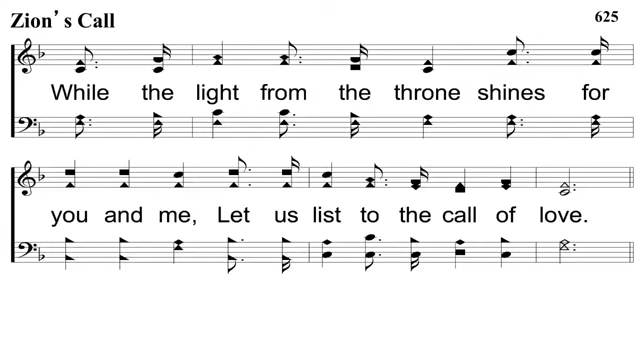 Zion's Call 625
While the light from the throne shines for
you and me, Let us list to the call of love.